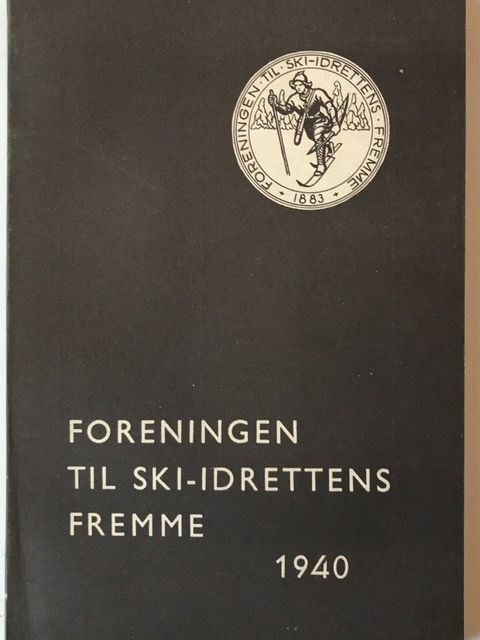 FORENINGEN · TIL · SKI-IDRETTENS · FREMME
1883
FORENINGEN
TIL SKI-IDRETTENS
FREMME
1940